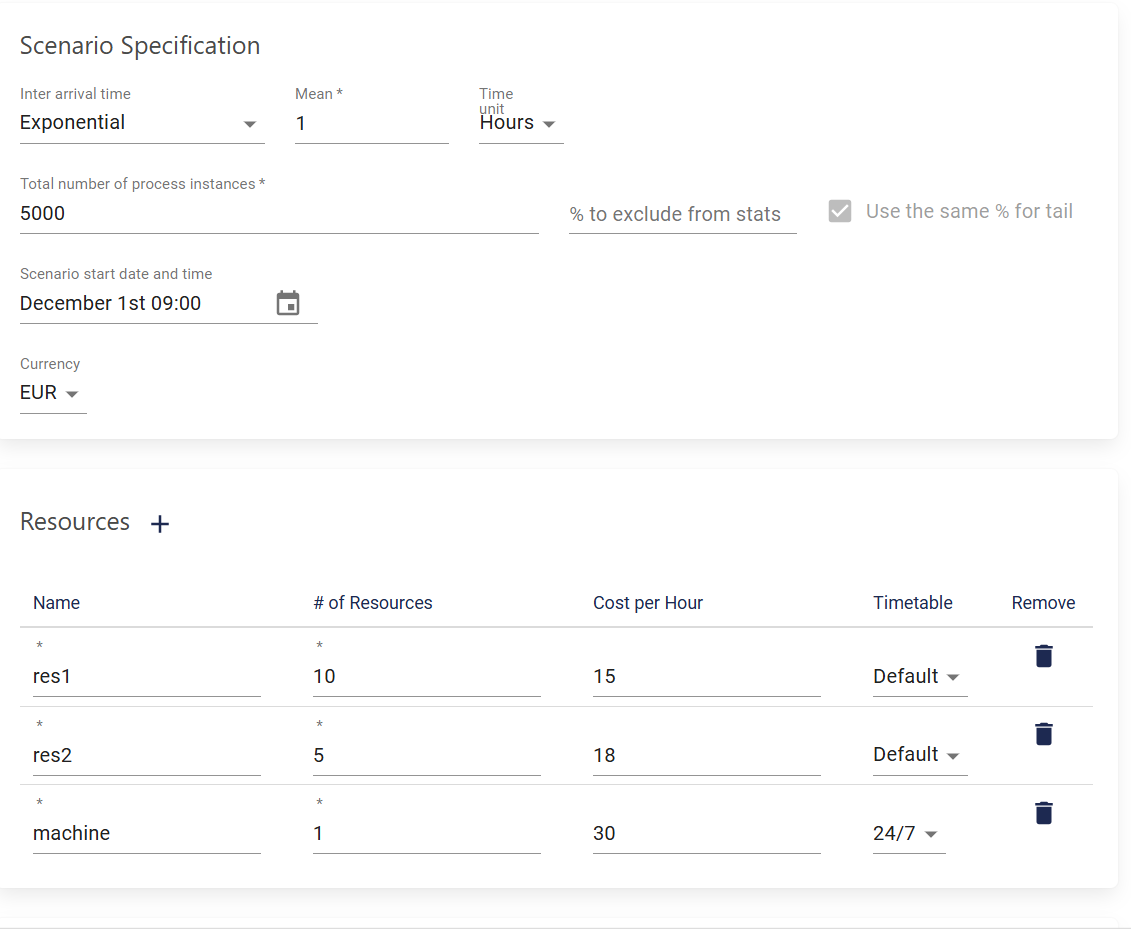 Scenario Specification
Inter arrival time Mean * Time unit
Exponential 1 Hours
Total number of process instances *
5000 % to exclude from stats Use the same % for tail
Scenario start date and time
December 1st 09:00
Currency
EUR
Resources +
Name # of Resources Cost per Hour Timetable Remove
* *
res1 10 15 Default
* *
res2 5 18 Default
* *
machine 1 30 24/7